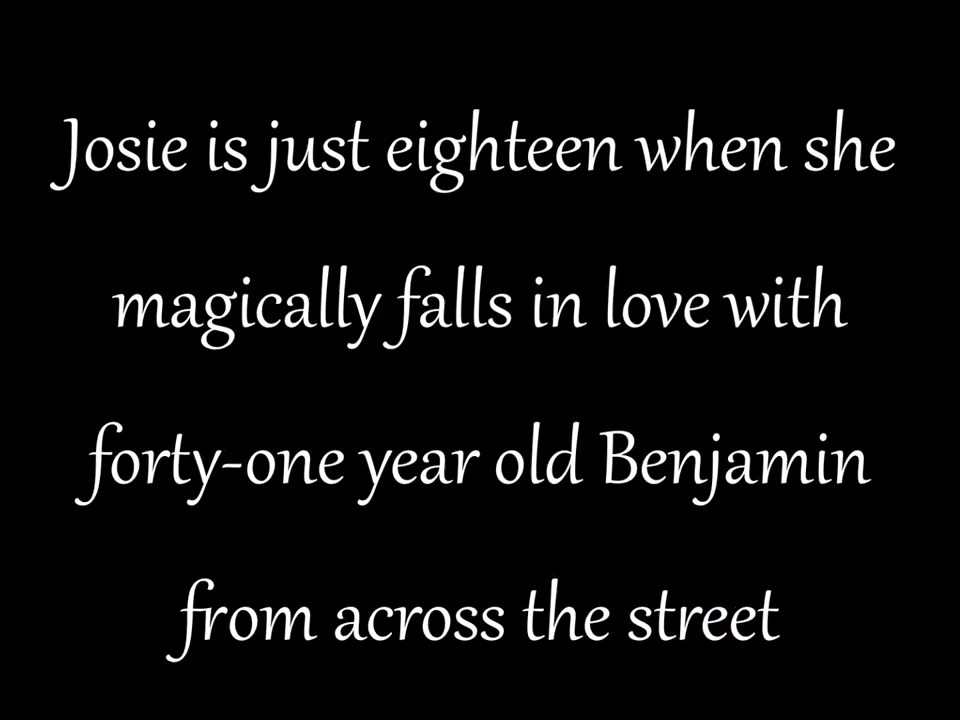 Josie is just eighteen when she
magically falls in love with
forty-one year old Benjamin
from across the street